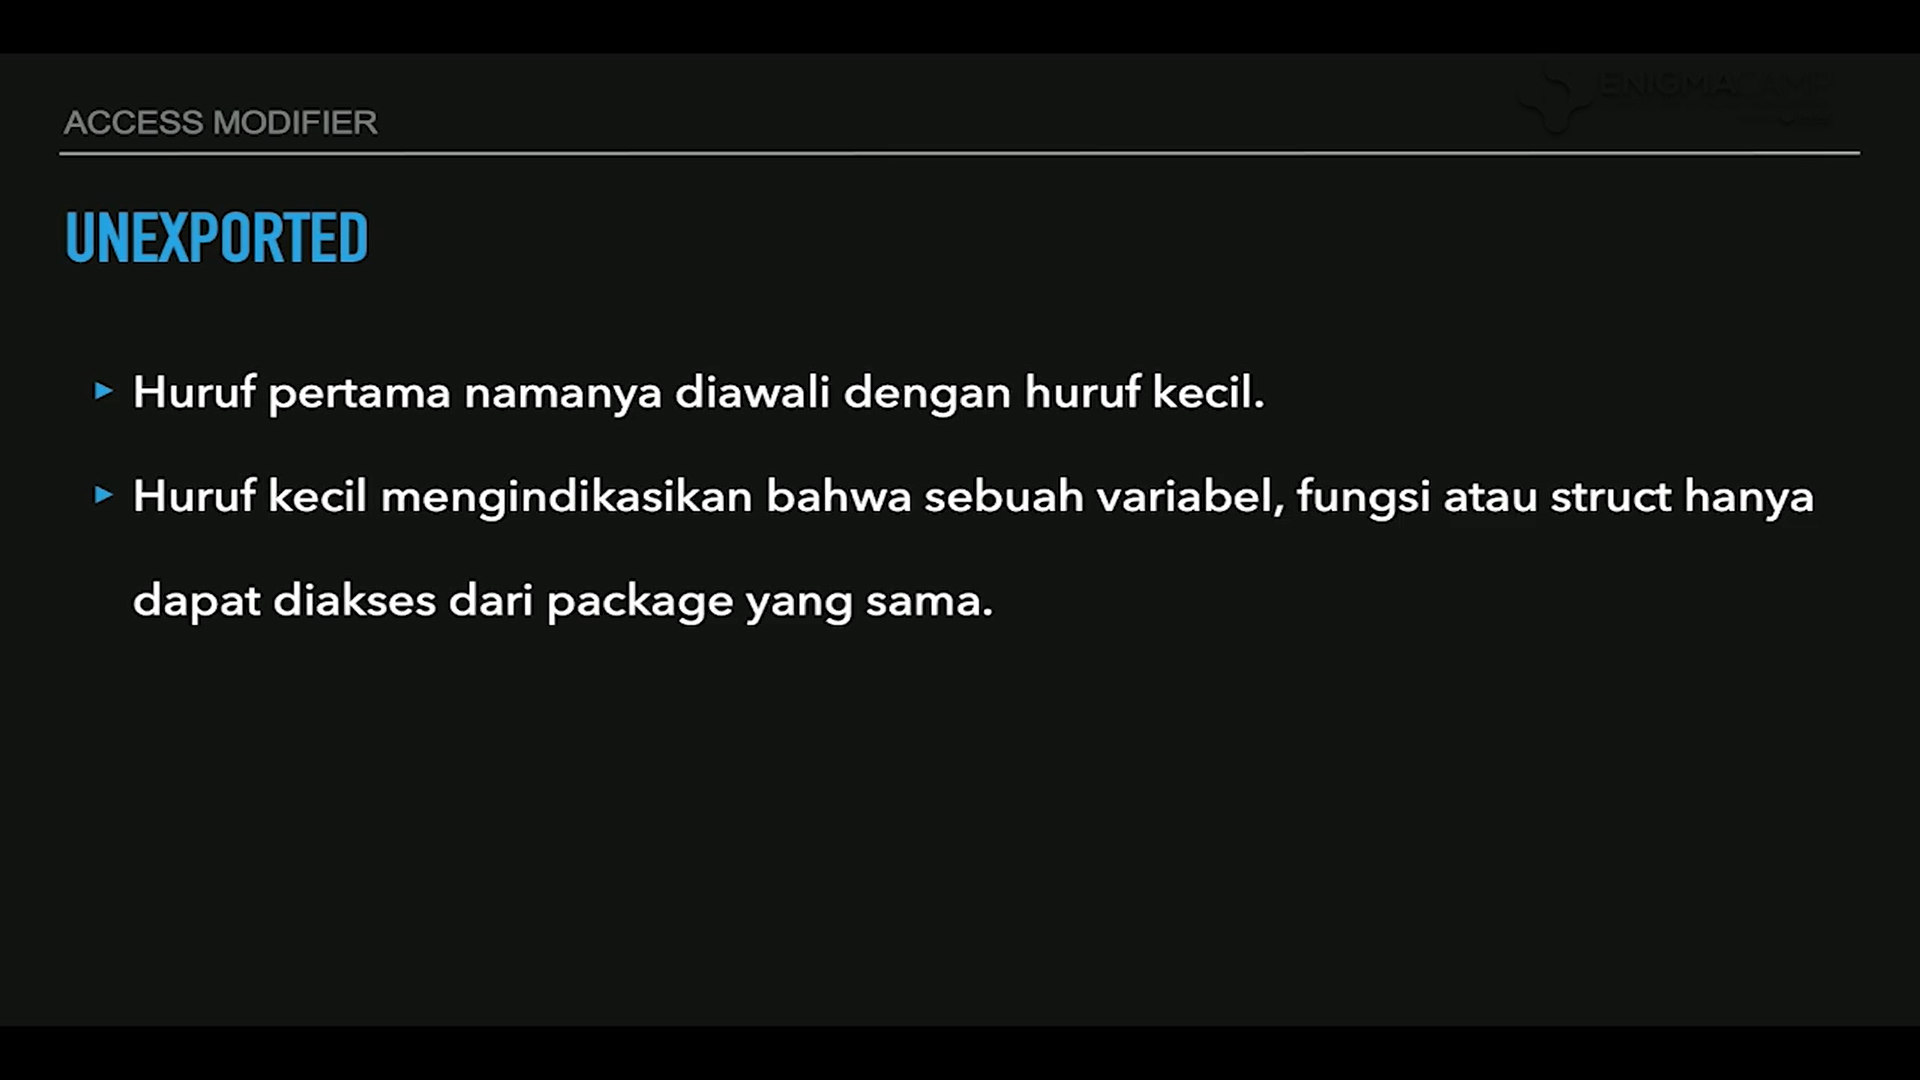 ENIGMACAMP
ACCESS MODIFIER
UNEXPORTED
Huruf pertama namanya diawali dengan huruf kecil.
Huruf kecil mengindikasikan bahwa sebuah variabel, fungsi atau struct hanya
dapat diakses dari package yang sama.